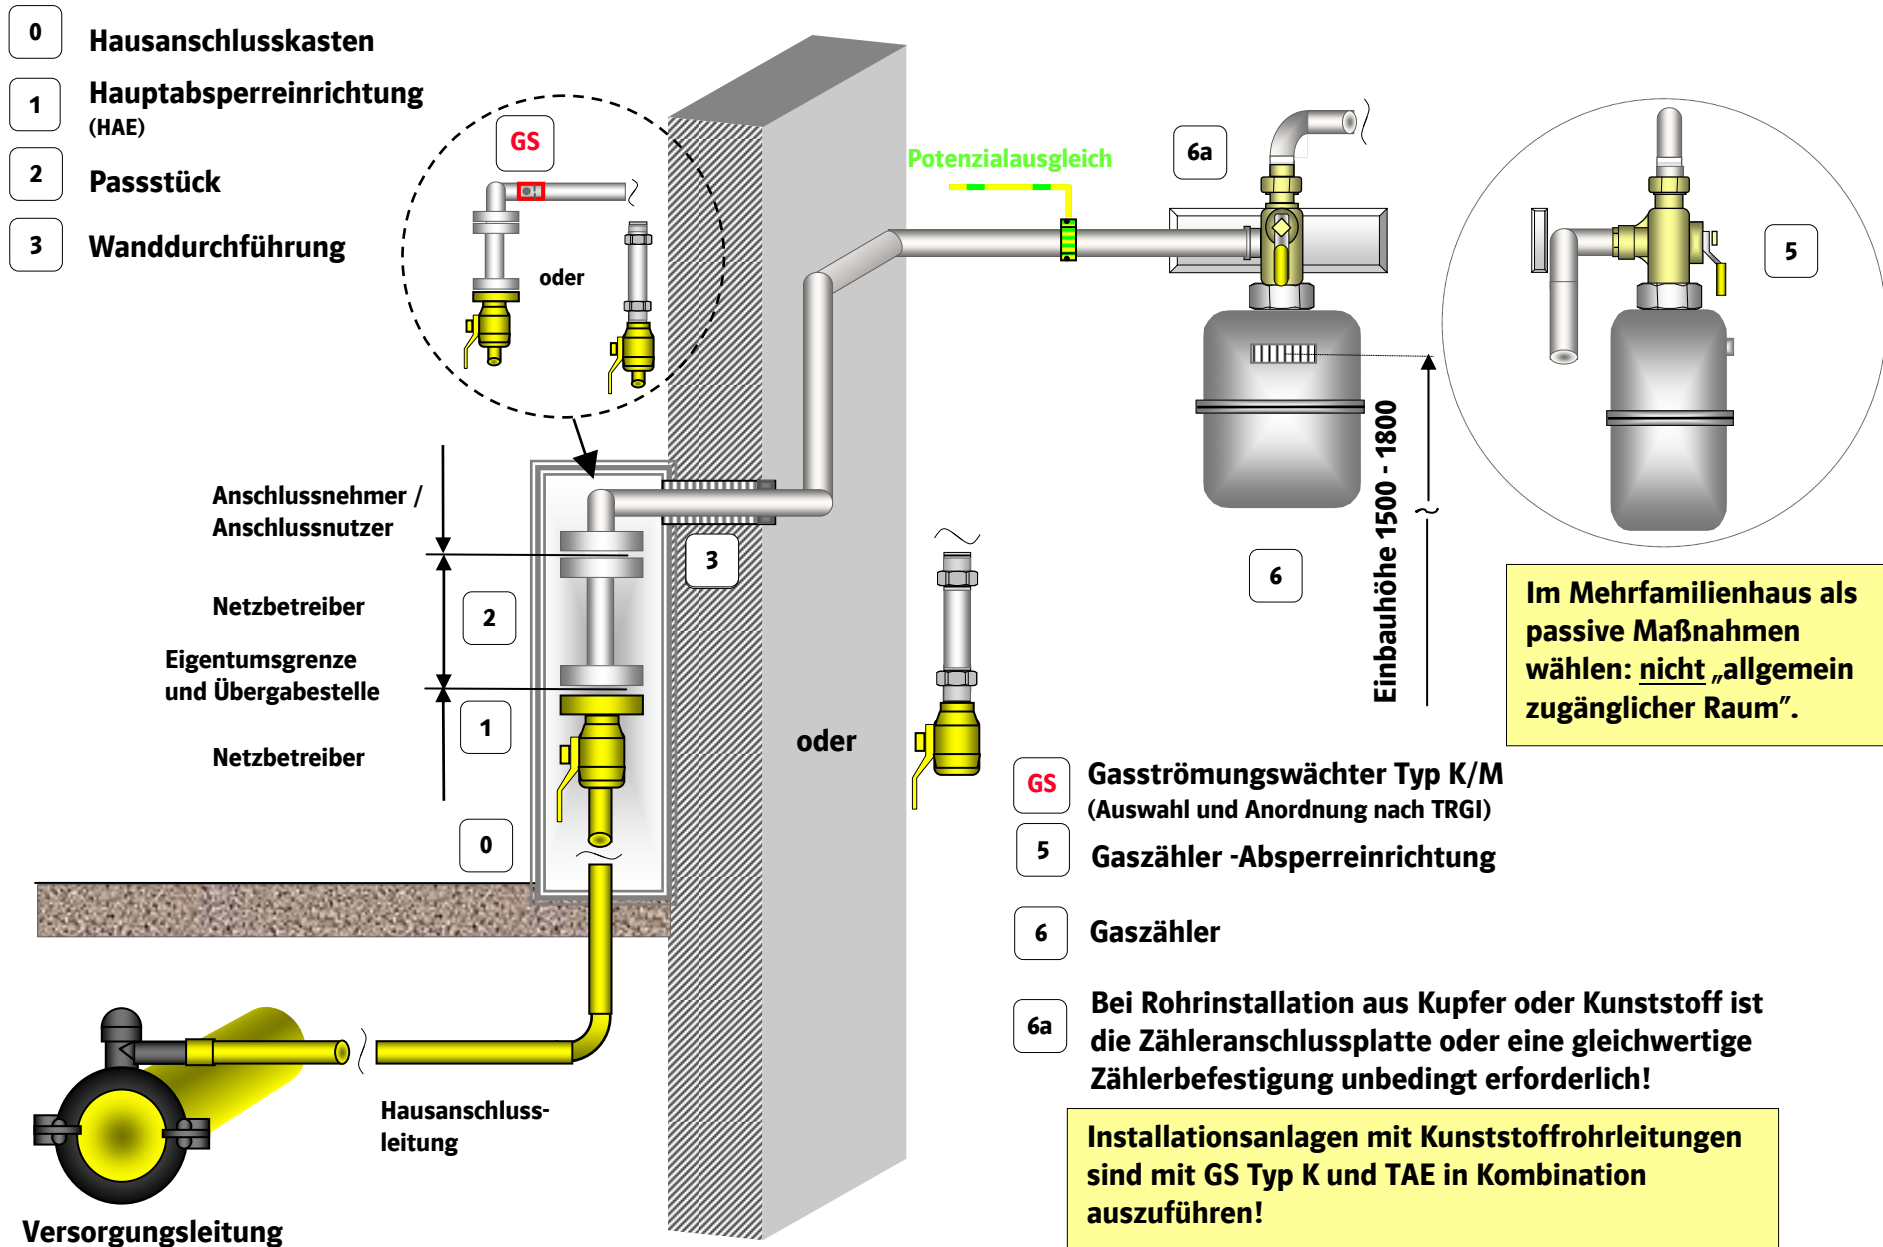 0 Hausanschlusskasten
1 Hauptabsperreinrichtung
(HAE)
2 Passstück
3 Wanddurchführung
GS
oder
Potenzialausgleich
6a
5
Anschlussnehmer /
Anschlussnutzer
Netzbetreiber
Eigentumsgrenze
und Übergabestelle
Netzbetreiber
2
1
0
3
oder
6
Einbauhöhe 1500 - 1800
Im Mehrfamilienhaus als
passive Maßnahmen
wählen: nicht „allgemein
zugänglicher Raum”.
GS Gasströmungswächter Typ K/M
(Auswahl und Anordnung nach TRGI)
5 Gaszähler -Absperreinrichtung
6 Gaszähler
6a Bei Rohrinstallation aus Kupfer oder Kunststoff ist
die Zähleranschlussplatte oder eine gleichwertige
Zählerbefestigung unbedingt erforderlich!
Installationsanlagen mit Kunststoffrohrleitungen
sind mit GS Typ K und TAE in Kombination
auszuführen!
Hausanschluss-
leitung
Versorgungsleitung